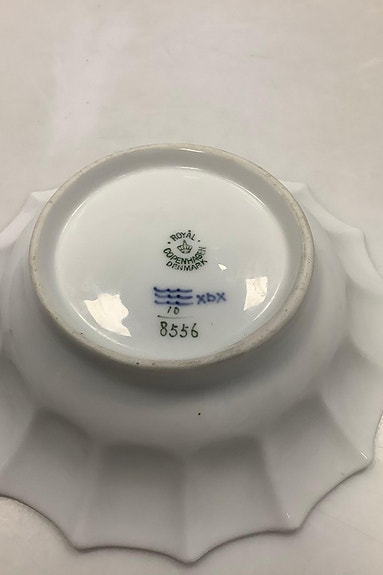 ROYAL
COPENHAGEN
DENMARK
XbX
10
8556